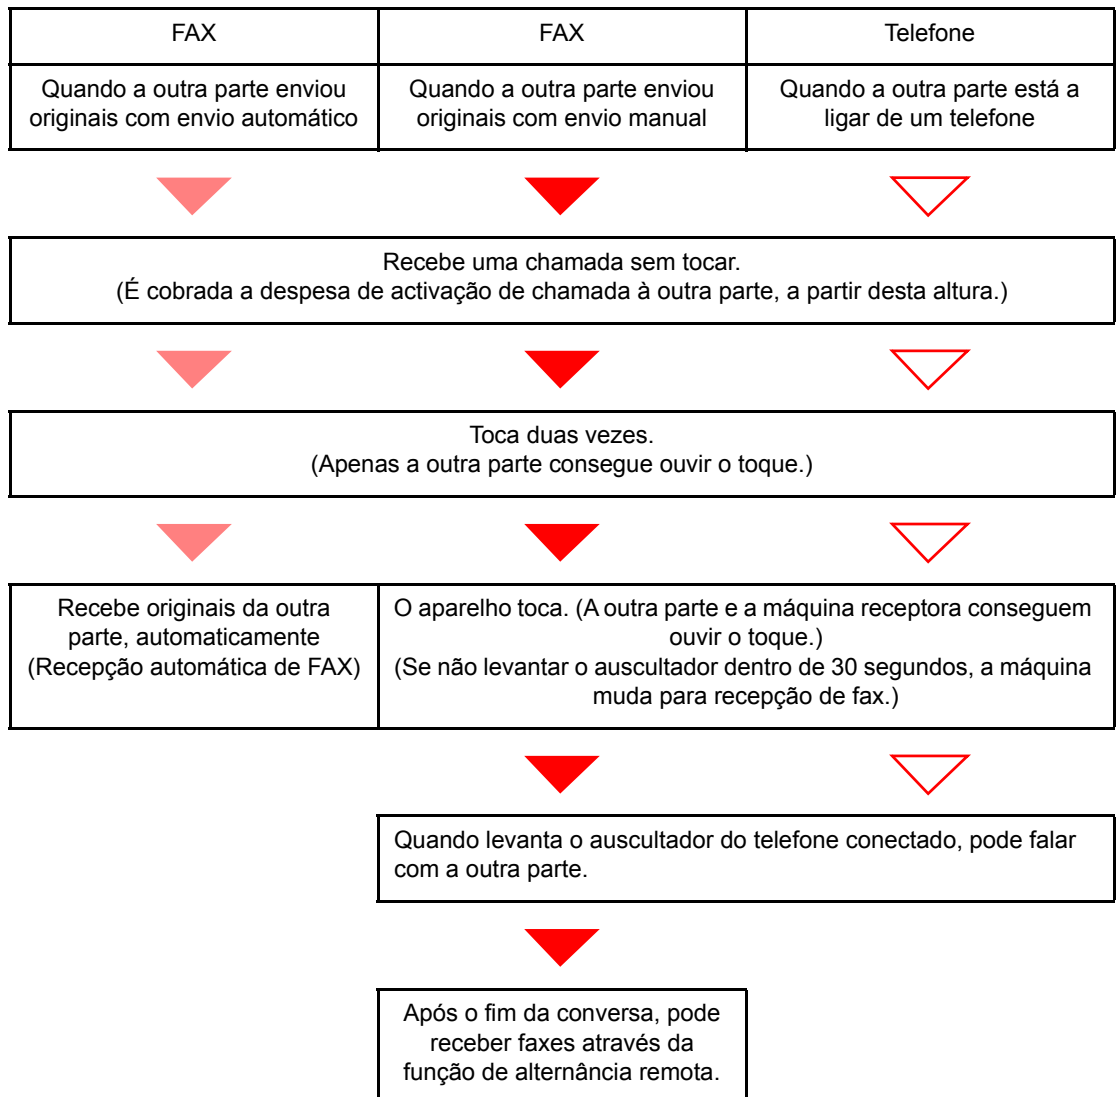 FAX
FAX
Telefone
Quando a outra parte enviou
originais com envio automático
Quando a outra parte enviou
originais com envio manual
Quando a outra parte está a
ligar de um telefone
Recebe uma chamada sem tocar.
(É cobrada a despesa de activação de chamada à outra parte, a partir desta altura.)
Toca duas vezes.
(Apenas a outra parte consegue ouvir o toque.)
Recebe originais da outra
parte, automaticamente
(Recepção automática de FAX)
O aparelho toca. (A outra parte e a máquina receptora conseguem
ouvir o toque.)
(Se não levantar o auscultador dentro de 30 segundos, a máquina
muda para recepção de fax.)
Quando levanta o auscultador do telefone conectado, pode falar
com a outra parte.
Após o fim da conversa, pode
receber faxes através da
função de alternância remota.